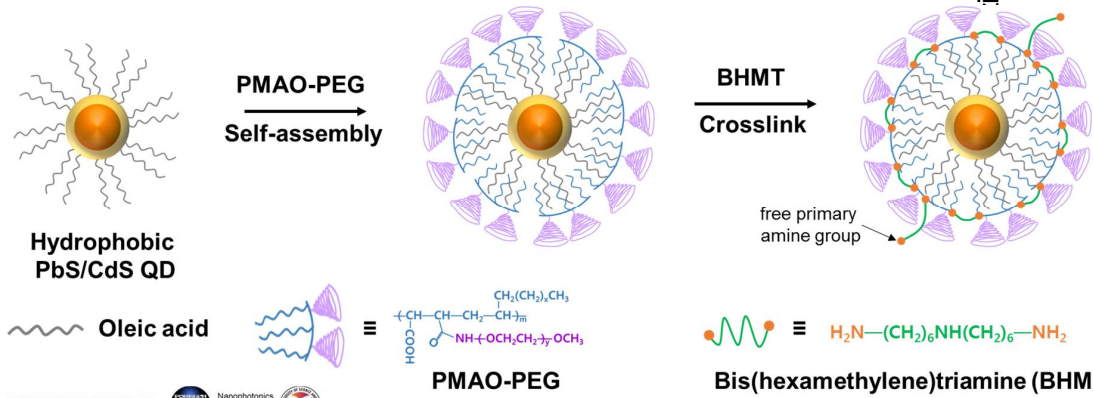 PMAO-PEG
Self-assembly
BHMT
Crosslink
free primary
amine group
Hydrophobic
PbS/CdS QD
Oleic acid
≡
CH₂(CH₂)ₓCH₃
(CH—CH—CH₂—CH)ₘ
COOH
O
NH(OCH₂CH₂)ᵧOCH₃
PMAO-PEG
≡
H₂N—(CH₂)₆NH(CH₂)₆—NH₂
Bis(hexamethylene)triamine (BHM
Nanophotonics